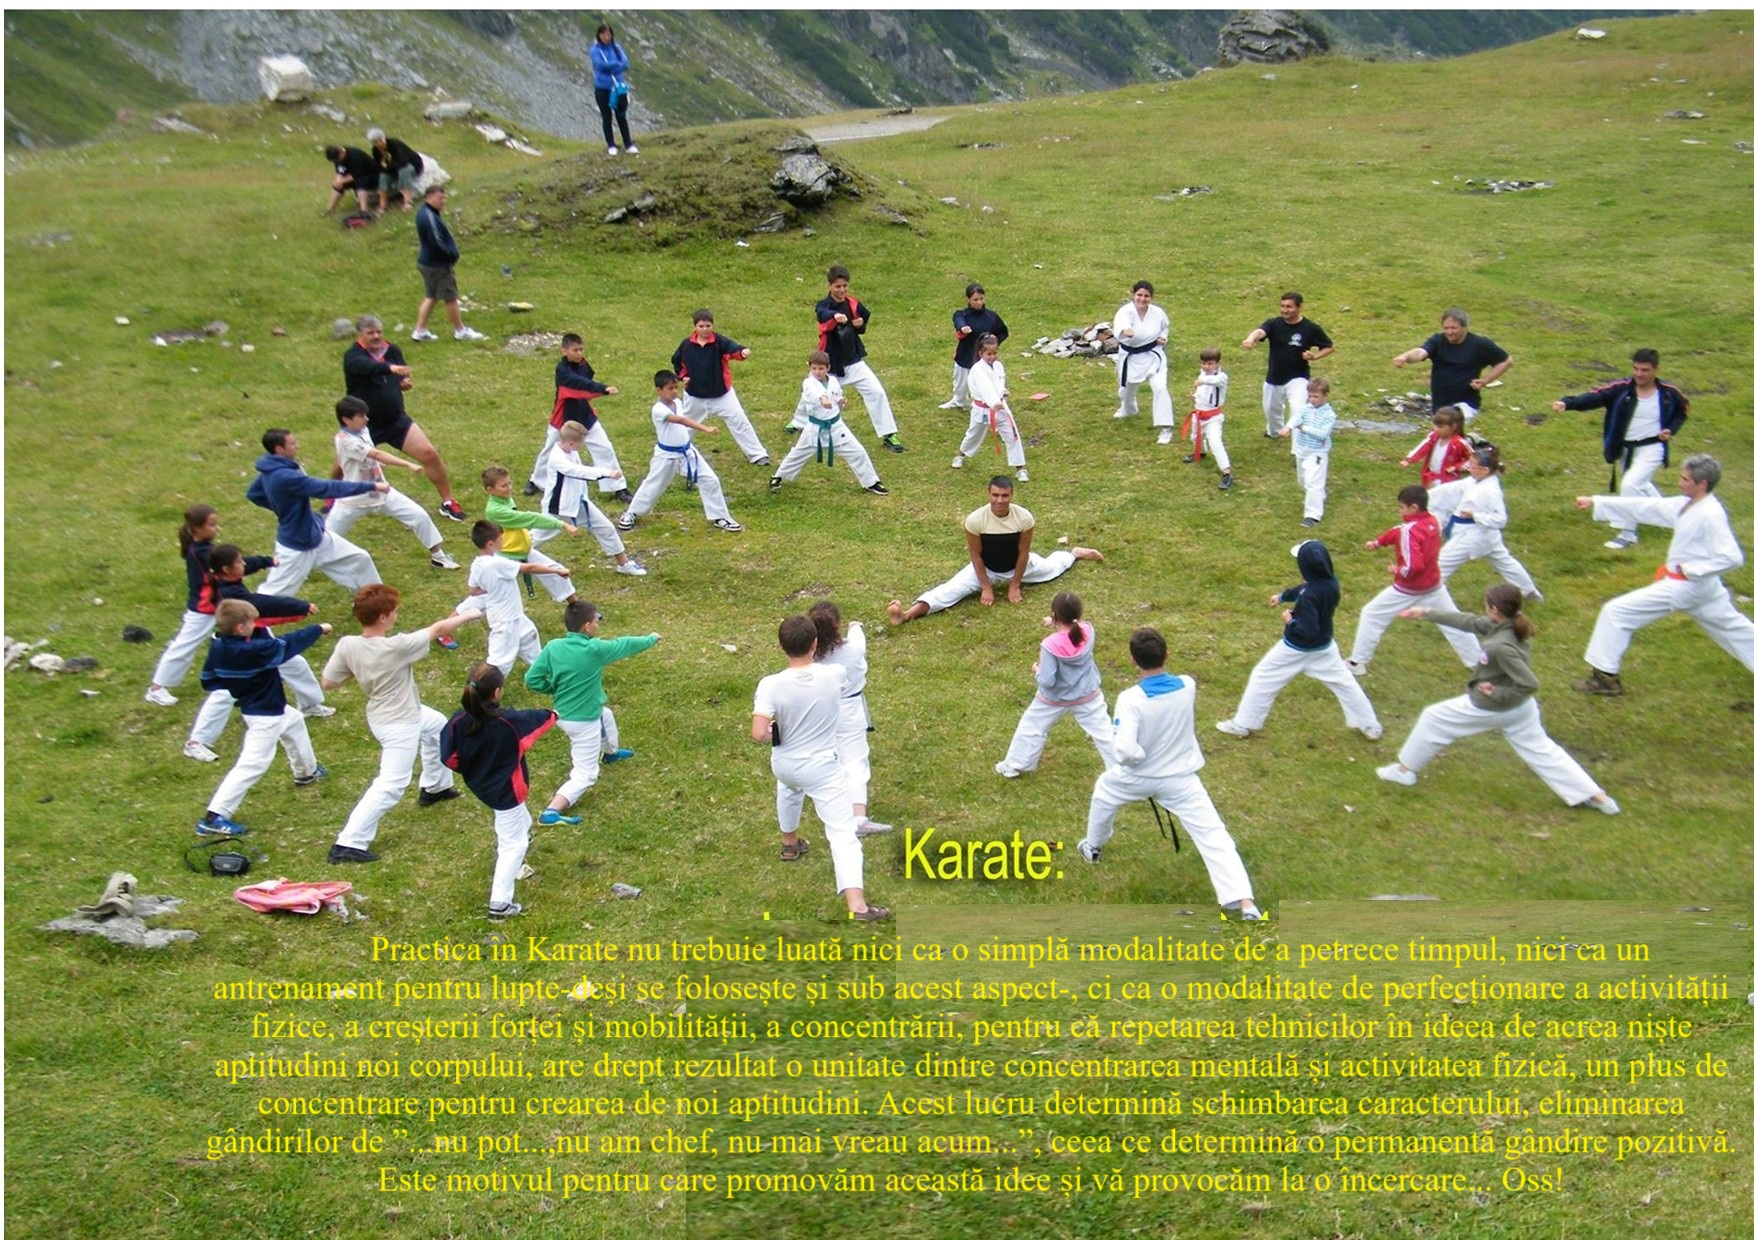 Karate:
Practica în Karate nu trebuie luată nici ca o simplă modalitate de a petrece timpul, nici ca un
antrenament pentru lupte-deși se folosește și sub acest aspect-, ci ca o modalitate de perfecționare a activității
fizice, a creșterii forței și mobilității, a concentrării, pentru că repetarea tehnicilor în ideea de acrea niște
aptitudini noi corpului, are drept rezultat o unitate dintre concentrarea mentală și activitatea fizică, un plus de
concentrare pentru crearea de noi aptitudini. Acest lucru determină schimbarea caracterului, eliminarea
gândirilor de ”...nu pot...,nu am chef, nu mai vreau acum...”, ceea ce determină o permanentă gândire pozitivă.
Este motivul pentru care promovăm această idee și vă provocăm la o încercare... Oss!